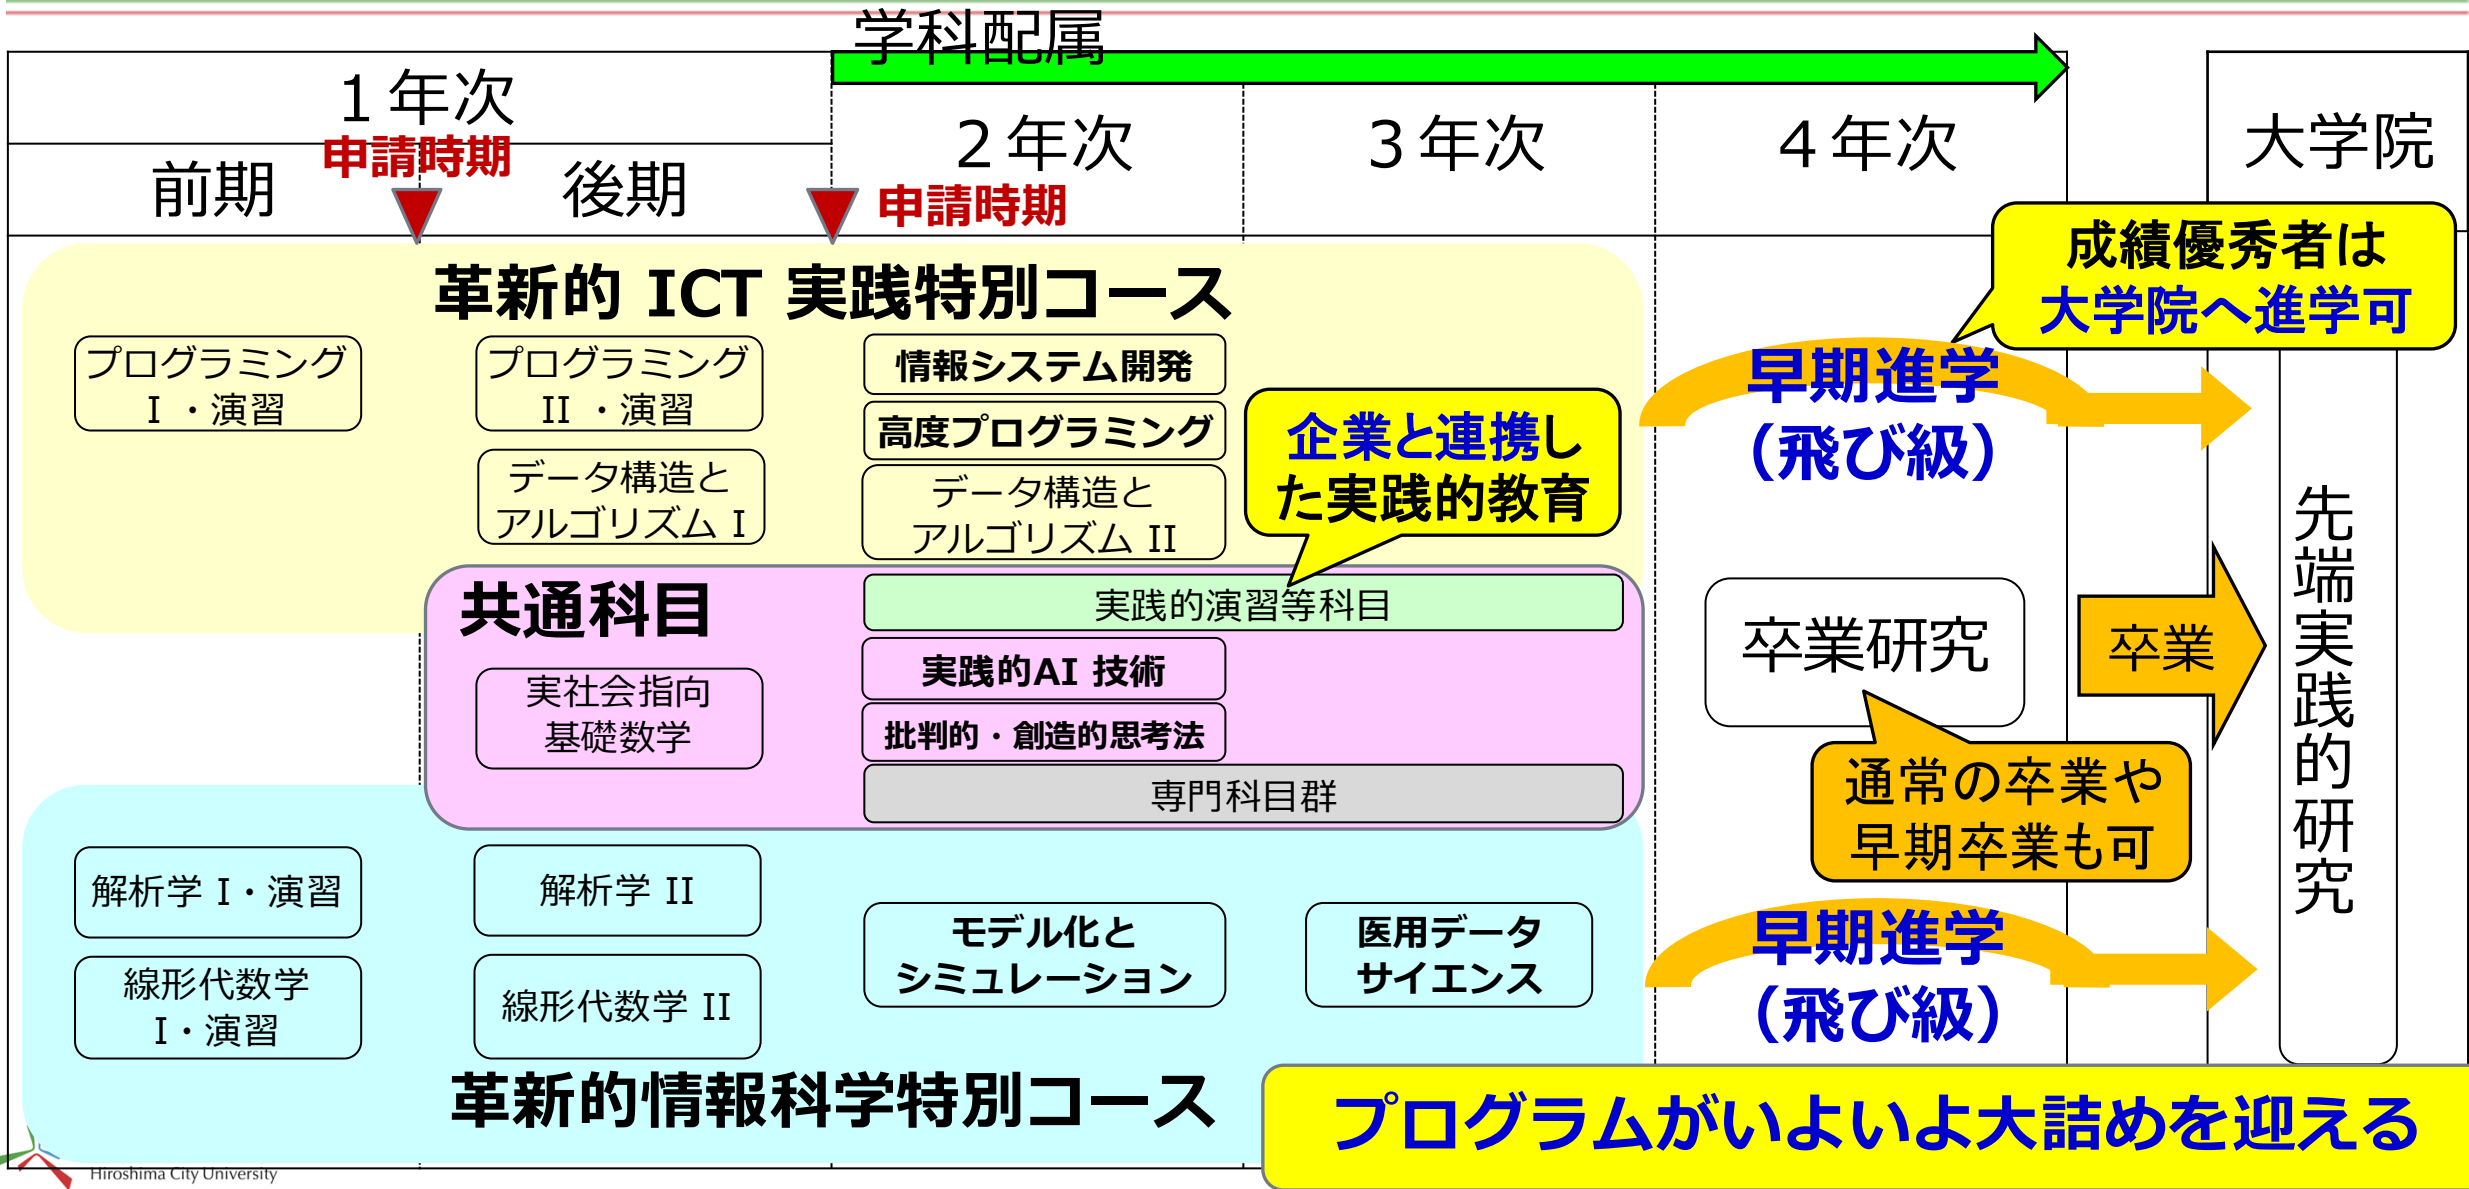 学科配属
１年次
申請時期
前期
後期
申請時期
２年次
３年次
４年次
大学院
成績優秀者は
大学院へ進学可
革新的 ICT 実践特別コース
プログラミング
I ・演習
プログラミング
II ・演習
データ構造と
アルゴリズム I
情報システム開発
高度プログラミング
データ構造と
アルゴリズム II
企業と連携し
た実践的教育
早期進学
（飛び級）
共通科目
実社会指向
基礎数学
実践的演習等科目
実践的AI 技術
批判的・創造的思考法
専門科目群
卒業研究
卒業
通常の卒業や
早期卒業も可
先端実践的研究
解析学 I・演習
線形代数学
I・演習
解析学 II
線形代数学 II
モデル化と
シミュレーション
医用データ
サイエンス
早期進学
（飛び級）
革新的情報科学特別コース
プログラムがいよいよ大詰めを迎える
Hiroshima City University